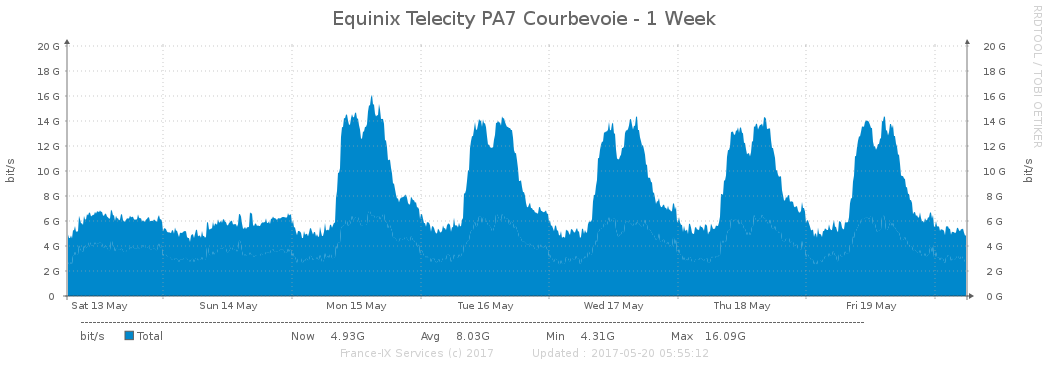 Equinix Telecity PA7 Courbevoie - 1 Week
RRDTOOL / TOBI OETIKER
bit/s
20 G 20 G
18 G 18 G
16 G 16 G
14 G 14 G
12 G 12 G
10 G 10 G
8 G 8 G
6 G 6 G
4 G 4 G
2 G 2 G
0 0 G
bit/s
Sat 13 May Sun 14 May Mon 15 May Tue 16 May Wed 17 May Thu 18 May Fri 19 May
bit/s Total Now 4.93G Avg 8.03G Min 4.31G Max 16.09G
France-IX Services (c) 2017 Updated : 2017-05-20 05:55:12